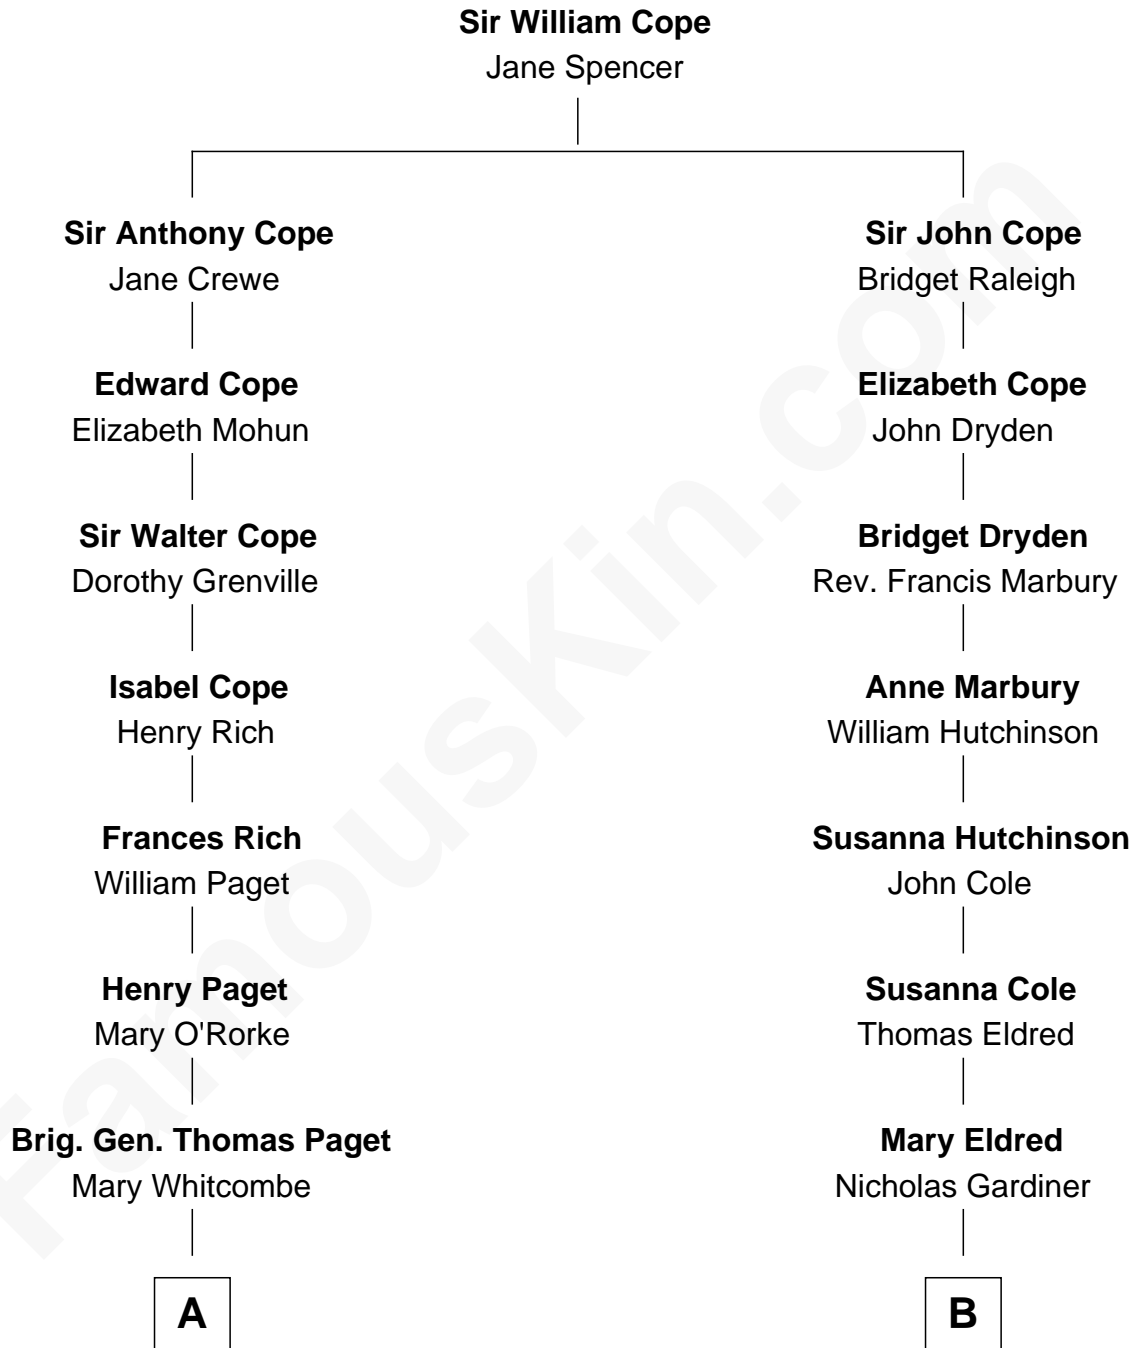 Sir William Cope
Jane Spencer
Sir Anthony Cope
Jane Crewe
Edward Cope
Elizabeth Mohun
Sir Walter Cope
Dorothy Grenville
Isabel Cope
Henry Rich
Frances Rich
William Paget
Henry Paget
Mary O'Rorke
Brig. Gen. Thomas Paget
Mary Whitcombe
A
Sir John Cope
Bridget Raleigh
Elizabeth Cope
John Dryden
Bridget Dryden
Rev. Francis Marbury
Anne Marbury
William Hutchinson
Susanna Hutchinson
John Cole
Susanna Cole
Thomas Eldred
Mary Eldred
Nicholas Gardiner
B
FamousKin.com